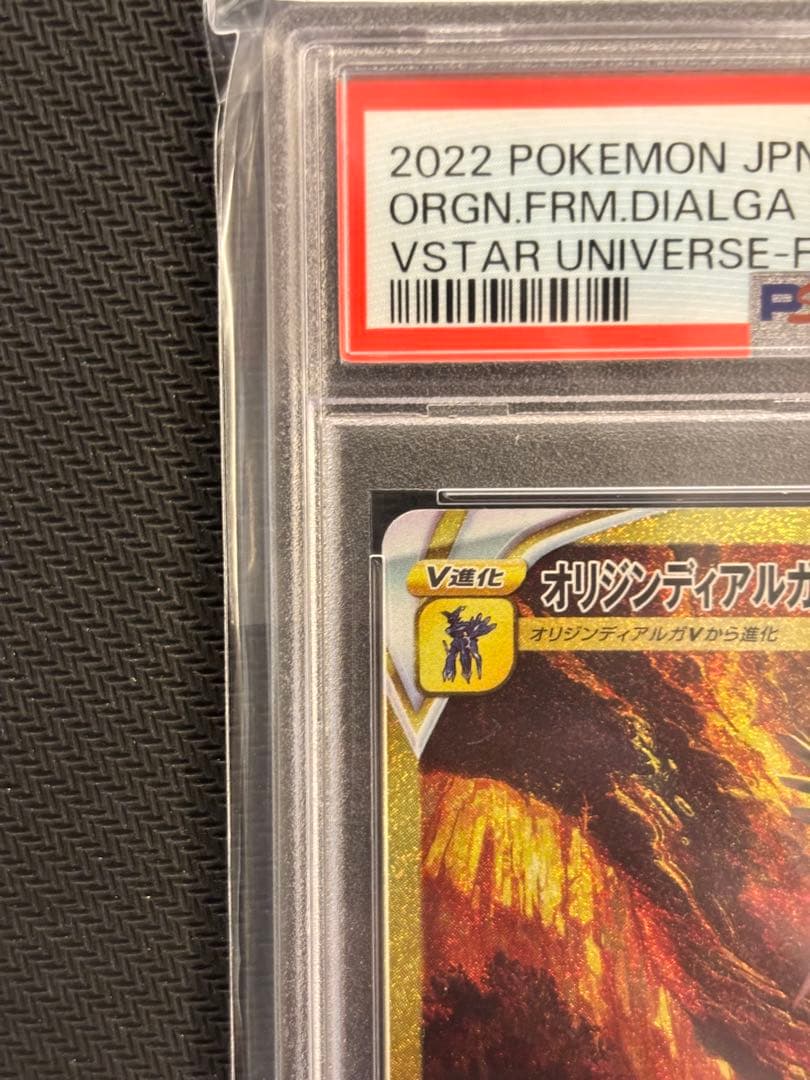 2022 POKEMON JPN
ORGN.FRM.DIALGA
VSTAR UNIVERSE-F
V進化
オリジンディアルガ
オリジンディアルガVから進化